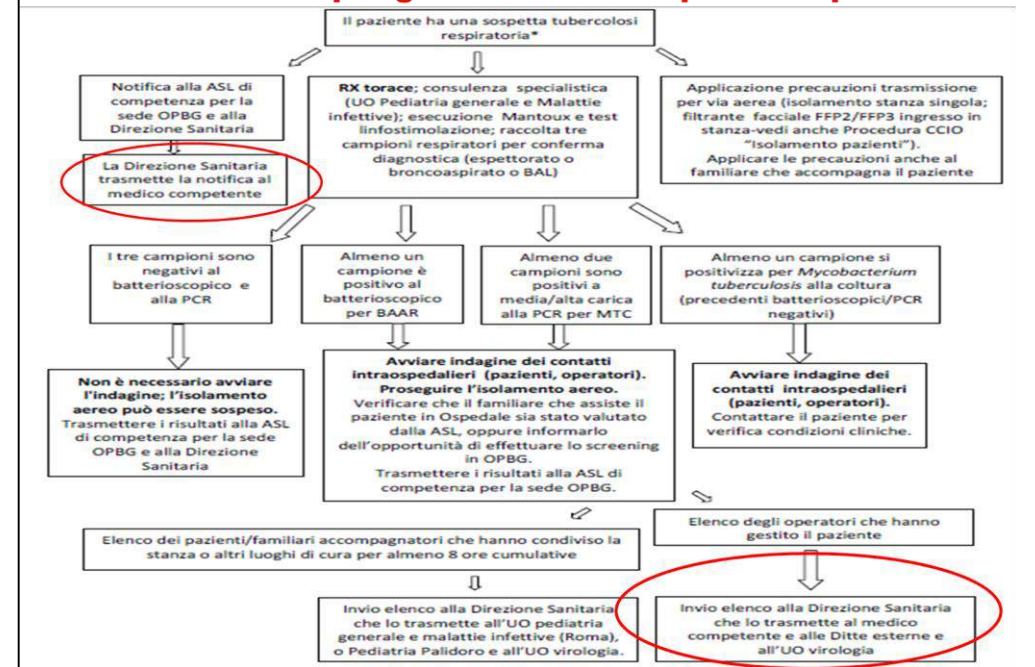 Il paziente ha una sospetta tubercolosi
respiratoria*
Notifica alla ASL di
competenza per la
sede OPBG e alla
Direzione Sanitaria
RX torace; consulenza specialistica
(UO Pediatria generale e Malattie
infettive); esecuzione Mantoux e test
linfostimolazione; raccolta tre
campioni respiratori per conferma
diagnostica (espettorato o
broncoaspirato o BAL)
Applicazione precauzioni trasmissione
per via aerea (isolamento stanza singola;
filtrante facciale FFP2/FFP3 ingresso in
stanza-vedi anche Procedura CCIO
"Isolamento pazienti").
Applicare le precauzioni anche al
familiare che accompagna il paziente
La Direzione Sanitaria
trasmette la notifica al
medico competente
I tre campioni sono
negativi al
batterioscopico e
alla PCR
Almeno un
campione è
positivo al
batterioscopico
per BAAR
Almeno due
campioni sono
positivi a
media/alta carica
alla PCR per MTC
Almeno un campione si
positivizza per Mycobacterium
tuberculosis alla coltura
(precedenti batterioscopici/PCR
negativi)
Non è necessario avviare
l'indagine; l'isolamento
aereo può essere sospeso.
Trasmettere i risultati alla ASL
di competenza per la sede
OPBG e alla Direzione
Sanitaria
Avviare indagine dei contatti
intraospedalieri (pazienti, operatori).
Proseguire l'isolamento aereo.
Verificare che il familiare che assiste il
paziente in Ospedale sia stato valutato
dalla ASL, oppure informarlo
dell'opportunità di effettuare lo screening
in OPBG.
Trasmettere i risultati alla ASL di
competenza per la sede OPBG.
Avviare indagine dei
contatti intraospedalieri
(pazienti, operatori).
Contattare il paziente per
verifica condizioni cliniche.
Elenco dei pazienti/familiari accompagnatori che hanno condiviso la
stanza o altri luoghi di cura per almeno 8 ore cumulative
Elenco degli operatori che hanno
gestito il paziente
Invio elenco alla Direzione Sanitaria
che lo trasmette all'UO pediatria
generale e malattie infettive (Roma),
o Pediatria Palidoro e all'UO virologia.
Invio elenco alla Direzione Sanitaria
che lo trasmette al medico
competente e alle Ditte esterne e
all'UO virologia